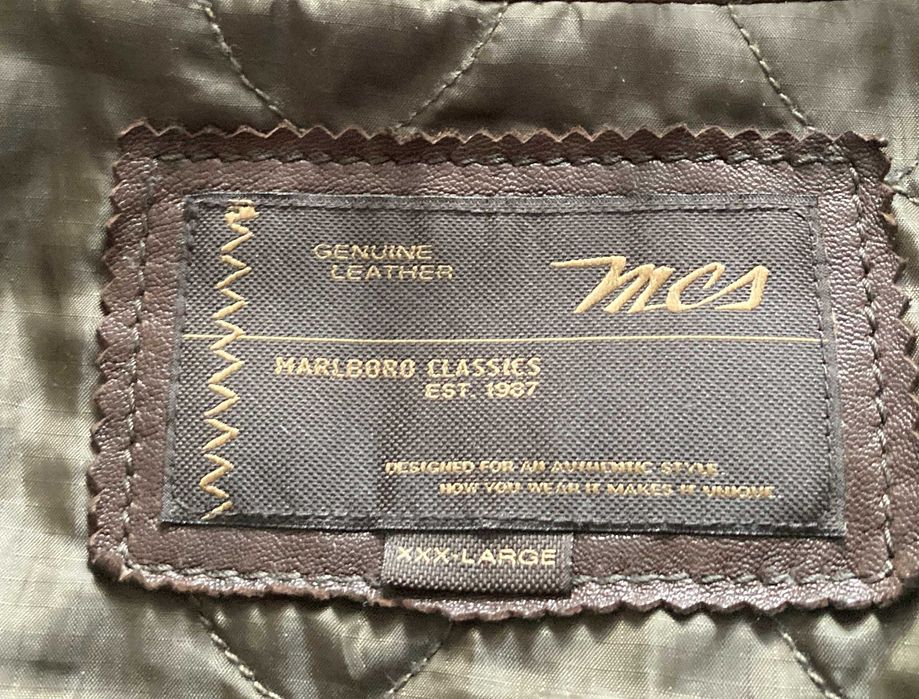 GENUINE
LEATHER
mcs
MARLBORO CLASSICS
EST. 1987
DESIGNED FOR AN AUTHENTIC STYLE
HOW YOU WEAR IT MAKES IT UNIQUE
XXX-LARGE